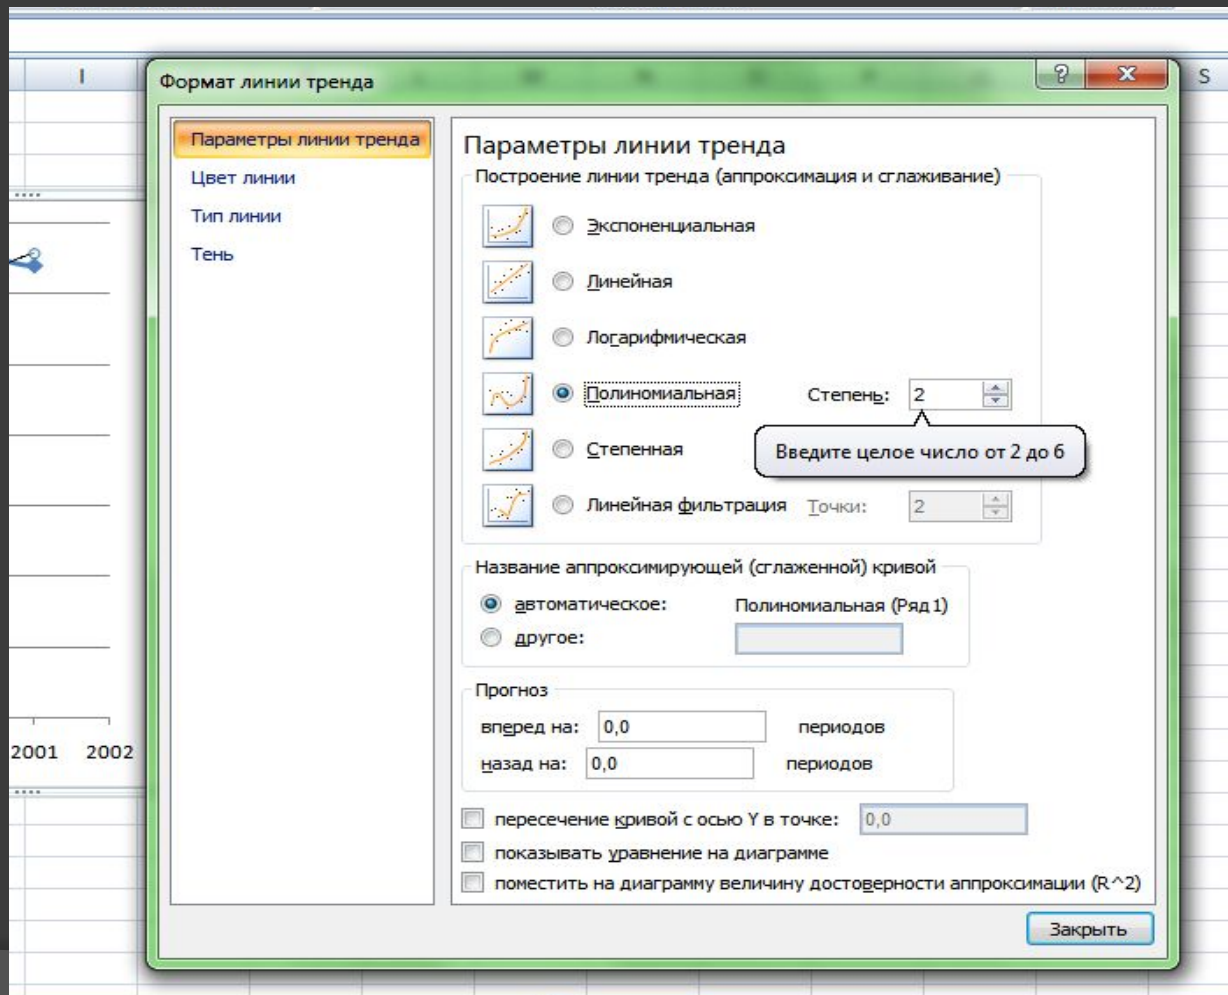 I
S
Формат линии тренда
Параметры линии тренда
Цвет линии
Тип линии
Тень
Параметры линии тренда
Построение линии тренда (аппроксимация и сглаживание)
Экспоненциальная
Линейная
Логарифмическая
Полиномиальная Степень: 2
Введите целое число от 2 до 6
Степенная
Линейная фильтрация Точки: 2
Название аппроксимирующей (сглаженной) кривой
автоматическое: Полиномиальная (Ряд1)
другое:
Прогноз
вперед на: 0,0 периодов
назад на: 0,0 периодов
пересечение кривой с осью Y в точке: 0,0
показывать уравнение на диаграмме
поместить на диаграмму величину достоверности аппроксимации (R^2)
Закрыть
2001 2002